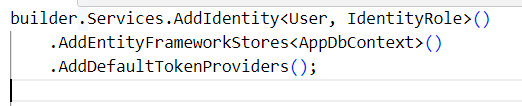 builder.Services.AddIdentity<User, IdentityRole>()
    .AddEntityFrameworkStores<AppDbContext>()
    .AddDefaultTokenProviders();